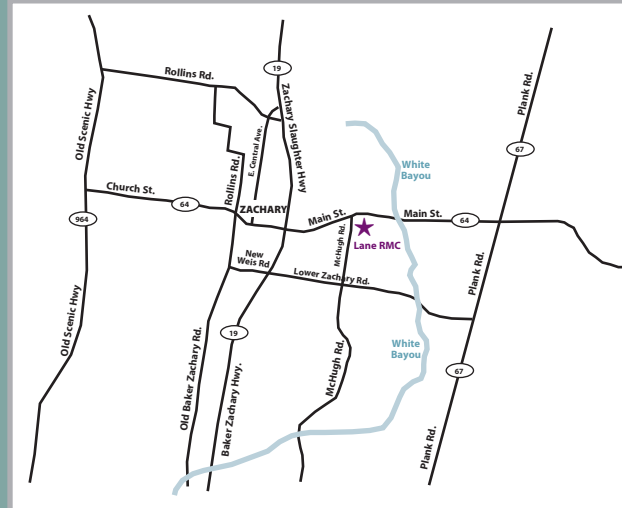 Rollins Rd.
19
Plank Rd.
Old Scenic Hwy
Zachary Slaughter Hwy
E. Central Ave.
67
White
Bayou
Rollins Rd.
Church St.
64
ZACHARY
Main St.
Main St.
64
964
McHugh Rd.
Lane RMC
New
Weis Rd
Lower Zachary Rd.
Plank Rd.
Old Scenic Hwy
19
Old Baker Zachary Rd.
Baker Zachary Hwy.
McHugh Rd.
White
Bayou
67
Plank Rd.